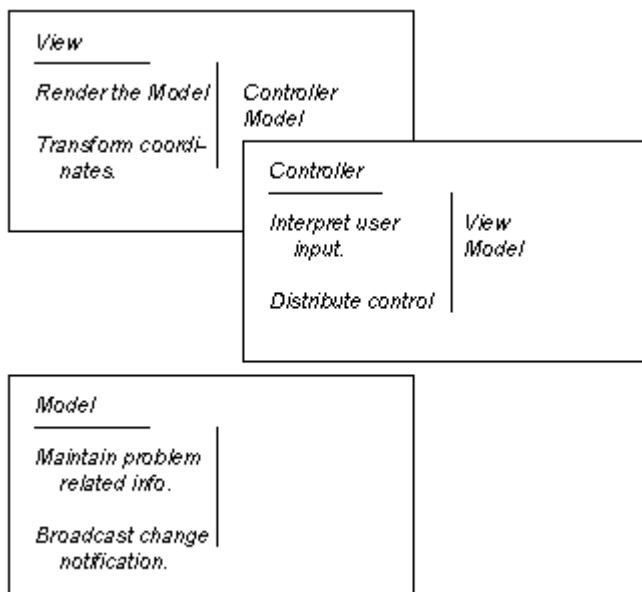 View
Render the Model
Transform coordi-
nates.
Controller
Model
Controller
Interpret user
input.
Distribute control
View
Model
Model
Maintain problem
related info.
Broadcast change
notification.